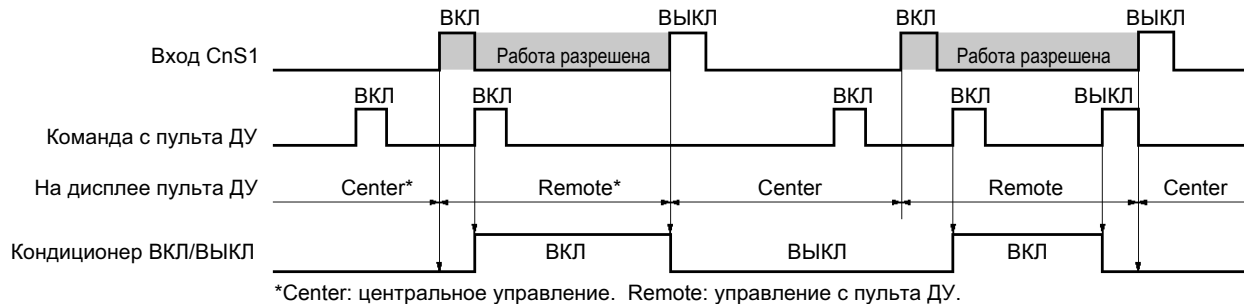 ВКЛ ВЫКЛ ВКЛ ВЫКЛ
Вход CnS1 Работа разрешена Работа разрешена
ВКЛ ВКЛ ВКЛ ВКЛ ВЫКЛ
Команда с пульта ДУ
На дисплее пульта ДУ Center* Remote* Center Remote Center
Кондиционер ВКЛ/ВЫКЛ ВКЛ ВЫКЛ ВКЛ
*Center: центральное управление. Remote: управление с пульта ДУ.